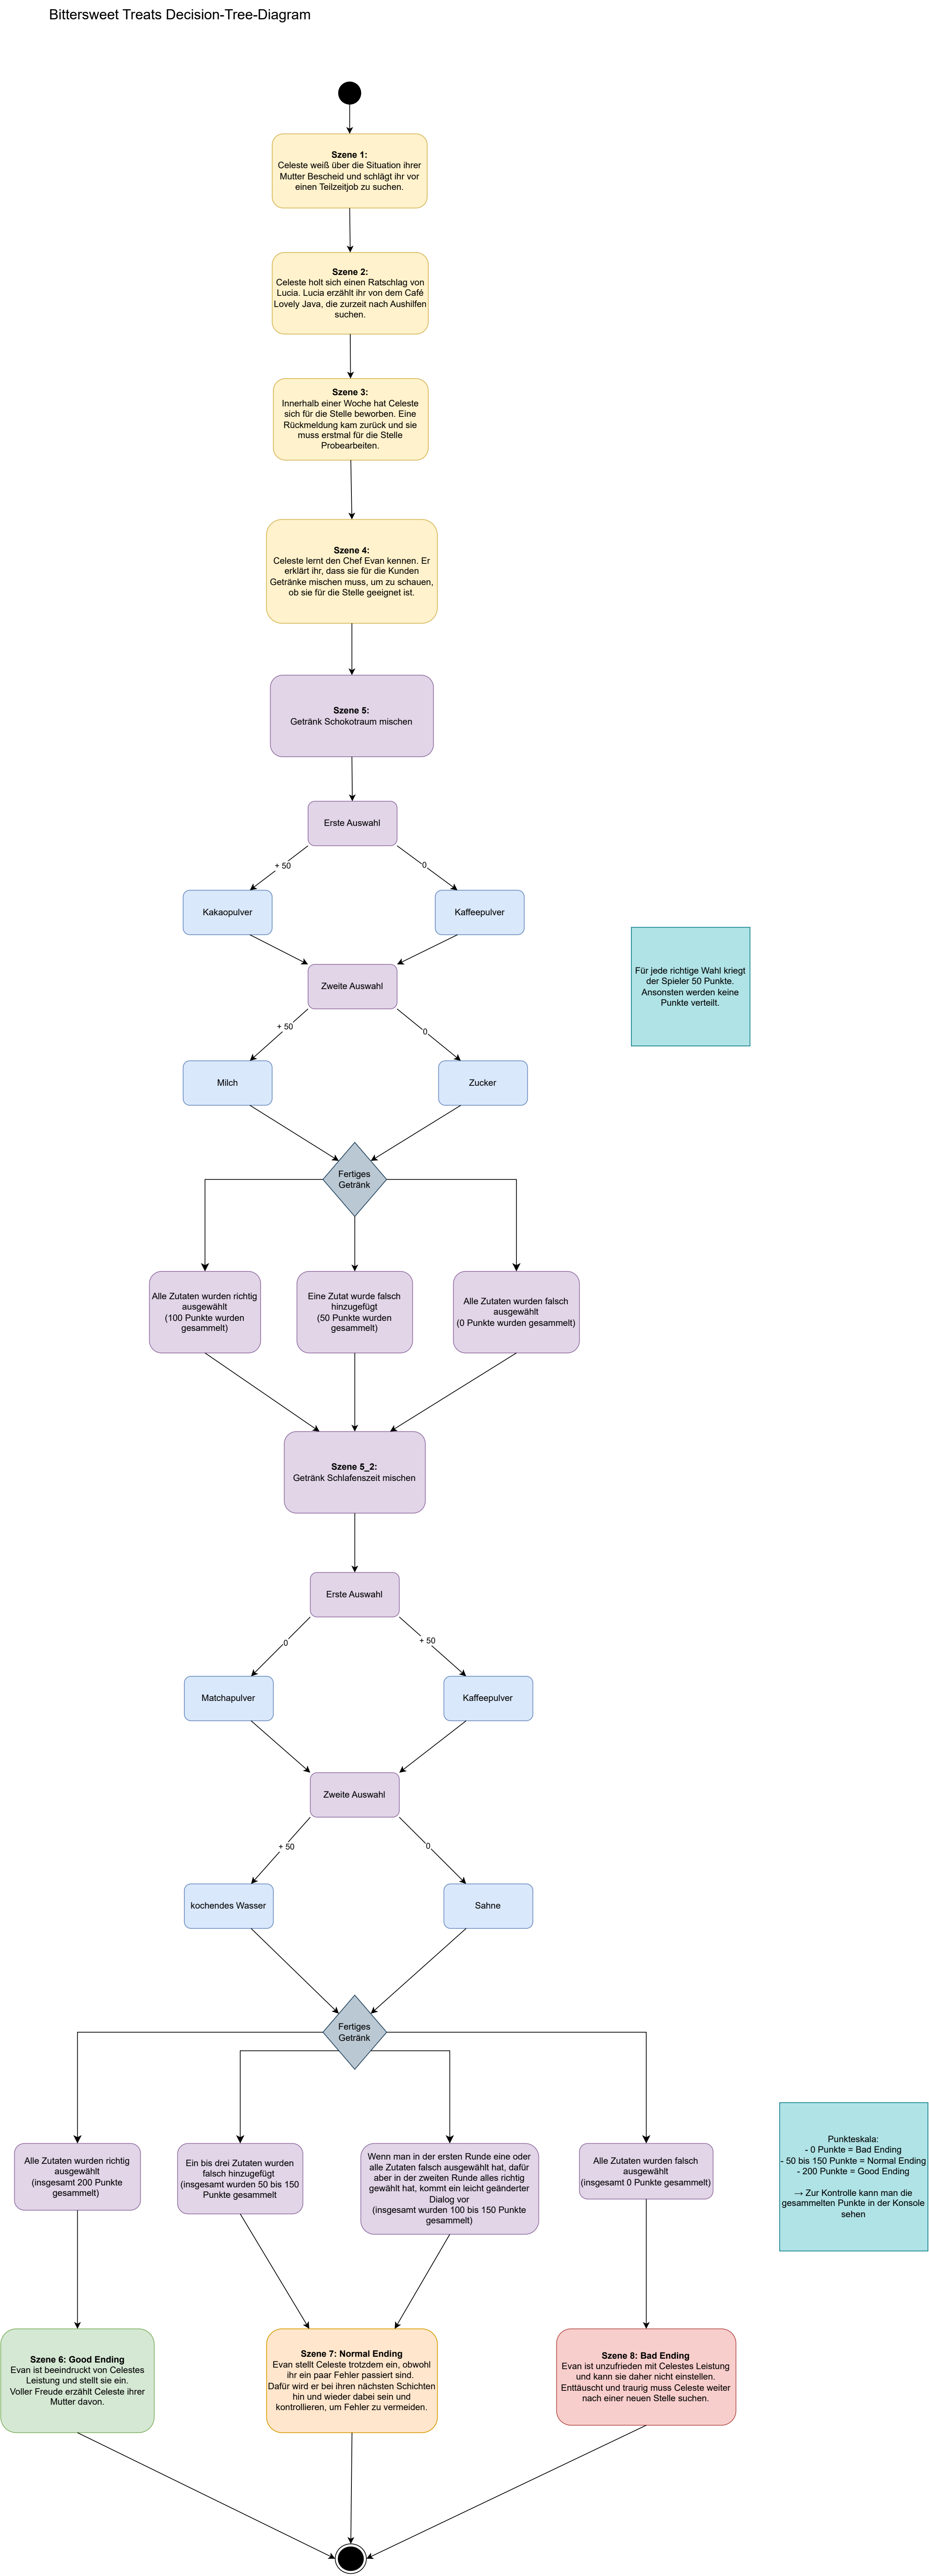 Bittersweet Treats Decision-Tree-Diagram
Szene 1:
Celeste weiß über die Situation ihrer
Mutter Bescheid und schlägt ihr vor
einen Teilzeitjob zu suchen.
Szene 2:
Celeste holt sich einen Ratschlag von
Lucia. Lucia erzählt ihr von dem Café
Lovely Java, die zurzeit nach Aushilfen
suchen.
Szene 3:
Innerhalb einer Woche hat Celeste
sich für die Stelle beworben. Eine
Rückmeldung kam zurück und sie
muss erstmal für die Stelle
Probearbeiten.
Szene 4:
Celeste lernt den Chef Evan kennen. Er
erklärt ihr, dass sie für die Kunden
Getränke mischen muss, um zu schauen,
ob sie für die Stelle geeignet ist.
Szene 5:
Getränk Schokotraum mischen
Erste Auswahl
+ 50
0
Kakaopulver
Kaffeepulver
Für jede richtige Wahl kriegt
der Spieler 50 Punkte.
Ansonsten werden keine
Punkte verteilt.
Zweite Auswahl
+ 50
0
Milch
Zucker
Fertiges
Getränk
Alle Zutaten wurden richtig
ausgewählt
(100 Punkte wurden
gesammelt)
Eine Zutat wurde falsch
hinzugefügt
(50 Punkte wurden
gesammelt)
Alle Zutaten wurden falsch
ausgewählt
(0 Punkte wurden gesammelt)
Szene 5_2:
Getränk Schlafenszeit mischen
Erste Auswahl
0
+ 50
Matchapulver
Kaffeepulver
Zweite Auswahl
+ 50
0
kochendes Wasser
Sahne
Fertiges
Getränk
Alle Zutaten wurden richtig
ausgewählt
(insgesamt 200 Punkte
gesammelt)
Ein bis drei Zutaten wurden
falsch hinzugefügt
(insgesamt wurden 50 bis 150
Punkte gesammelt
Wenn man in der ersten Runde eine oder
alle Zutaten falsch ausgewählt hat, dafür
aber in der zweiten Runde alles richtig
gewählt hat, kommt ein leicht geänderter
Dialog vor
(insgesamt wurden 100 bis 150 Punkte
gesammelt)
Alle Zutaten wurden falsch
ausgewählt
(insgesamt 0 Punkte gesammelt)
Punkteskala:
- 0 Punkte = Bad Ending
- 50 bis 150 Punkte = Normal Ending
- 200 Punkte = Good Ending
→ Zur Kontrolle kann man die
gesammelten Punkte in der Konsole
sehen
Szene 6: Good Ending
Evan ist beeindruckt von Celestes
Leistung und stellt sie ein.
Voller Freude erzählt Celeste ihrer
Mutter davon.
Szene 7: Normal Ending
Evan stellt Celeste trotzdem ein, obwohl
ihr ein paar Fehler passiert sind.
Dafür wird er bei ihren nächsten Schichten
hin und wieder dabei sein und
kontrollieren, um Fehler zu vermeiden.
Szene 8: Bad Ending
Evan ist unzufrieden mit Celestes Leistung
und kann sie daher nicht einstellen.
Enttäuscht und traurig muss Celeste weiter
nach einer neuen Stelle suchen.